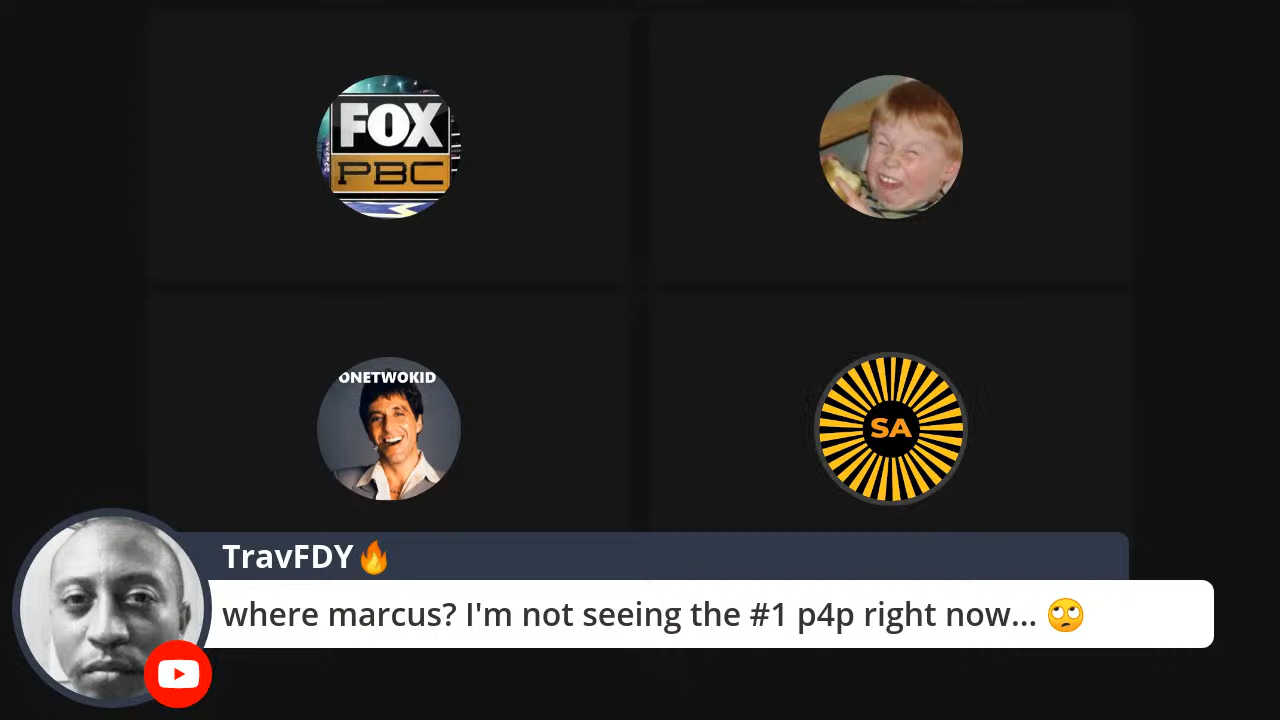 FOX
PBC
ONETWOKID
SA
TravFDY🔥
where marcus? I'm not seeing the #1 p4p right now... 🙄